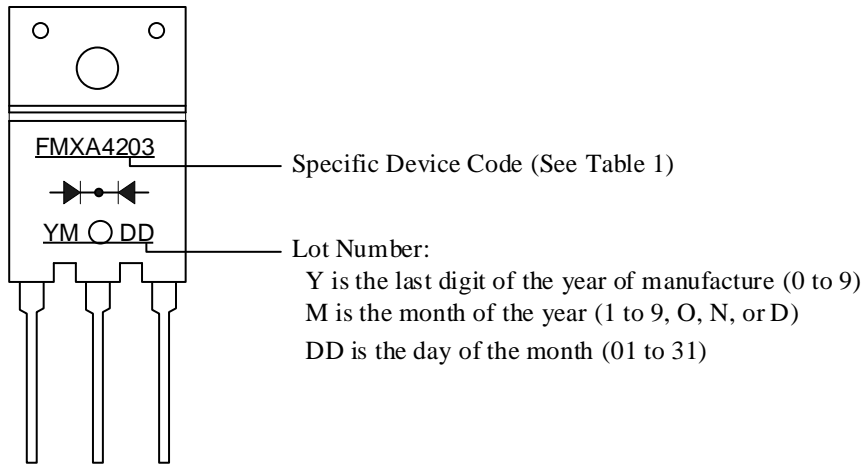 FMXA4203
Specific Device Code (See Table 1)
YM DD
Lot Number:
Y is the last digit of the year of manufacture (0 to 9)
M is the month of the year (1 to 9, O, N, or D)
DD is the day of the month (01 to 31)